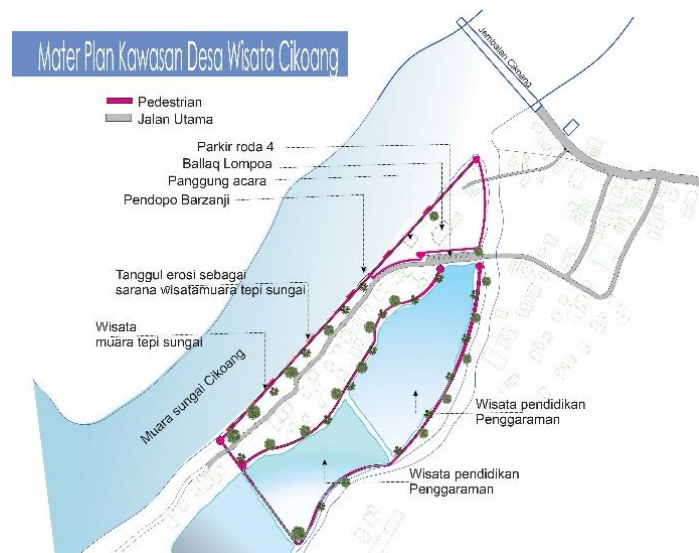 Mater Plan Kawasan Desa Wisata Cikoang
Jembatan Cikoang
Pedestrian
Jalan Utama
Parkir roda 4
Ballaq Lompoa
Panggung acara
Pendopo Barzanji
Tanggul erosi sebagai
sarana wisatamuara tepi sungai
Wisata
muara tepi sungai
Muara sungai Cikoang
Wisata pendidikan
Penggaraman
Wisata pendidikan
Penggaraman